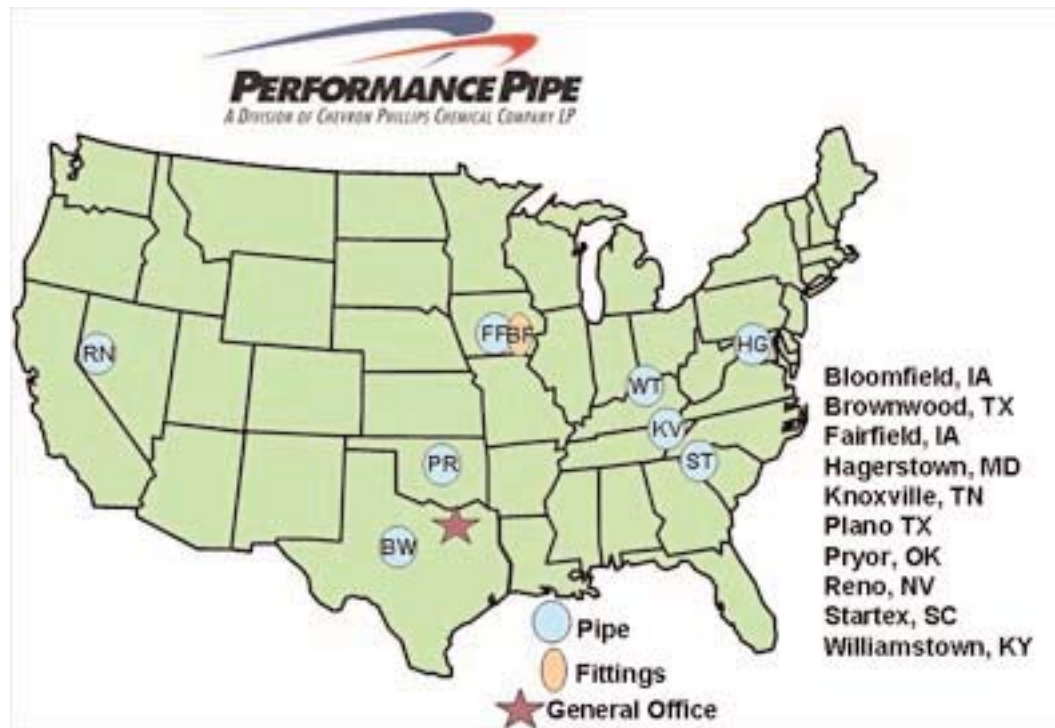 PERFORMANCE PIPE
A DIVISION OF CHEVRON PHILLIPS CHEMICAL COMPANY LP
RN
FF BF
HG
WT
KV
PR
ST
BW
Bloomfield, IA
Brownwood, TX
Fairfield, IA
Hagerstown, MD
Knoxville, TN
Plano TX
Pryor, OK
Reno, NV
Startex, SC
Williamstown, KY
Pipe
Fittings
General Office